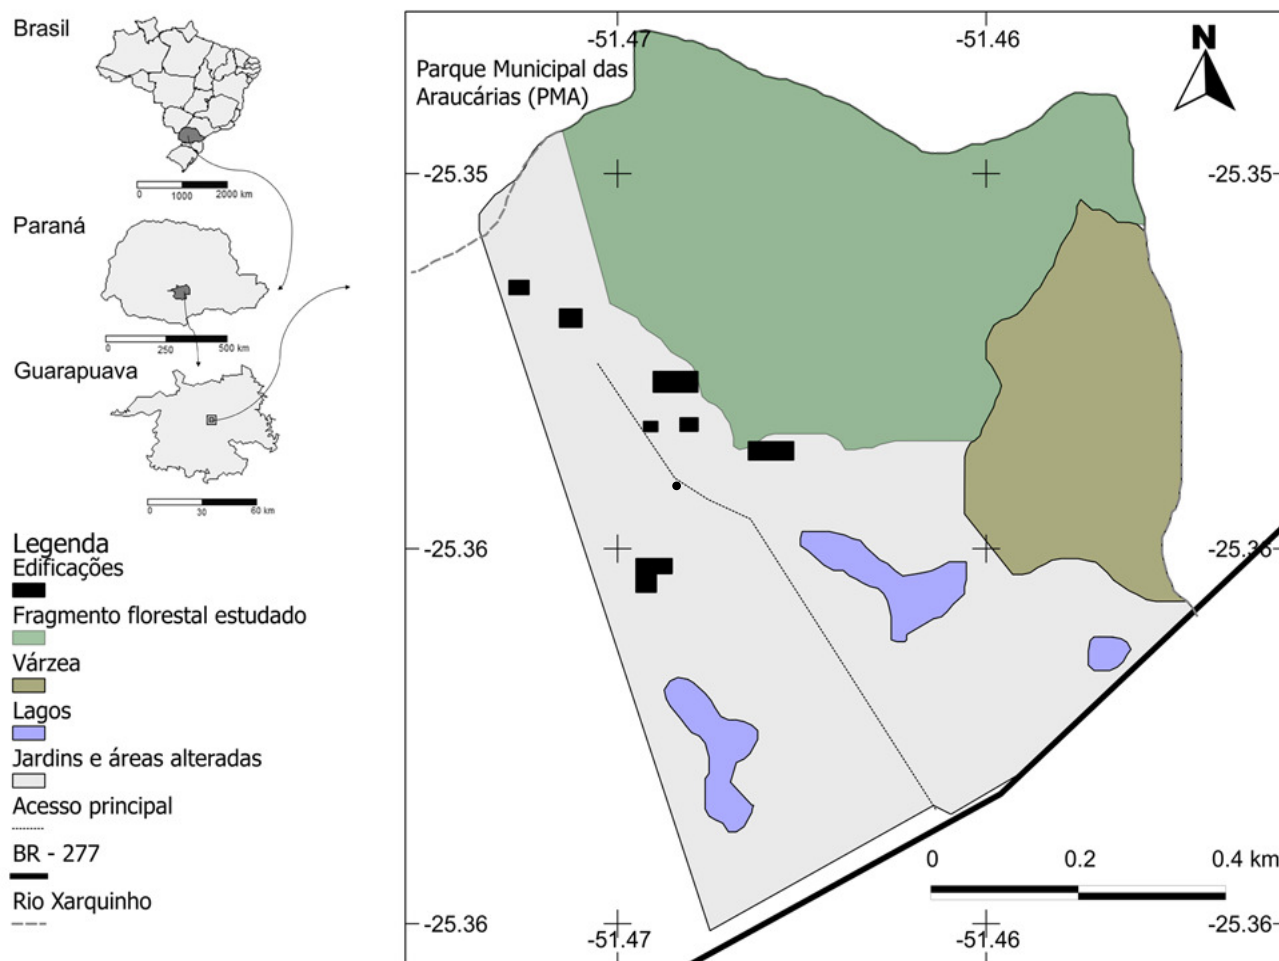 Brasil
0 1000 2000 km
Paraná
0 250 500 km
Guarapuava
0 30 60 km
Legenda
Edificações
Fragmento florestal estudado
Várzea
Lagos
Jardins e áreas alteradas
Acesso principal
BR - 277
Rio Xarquinho
-51.47 -51.46
Parque Municipal das
Araucárias (PMA)
N
-25.35 -25.35
-25.36 -25.36
0 0.2 0.4 km
-25.36 -25.36
-51.47 -51.46